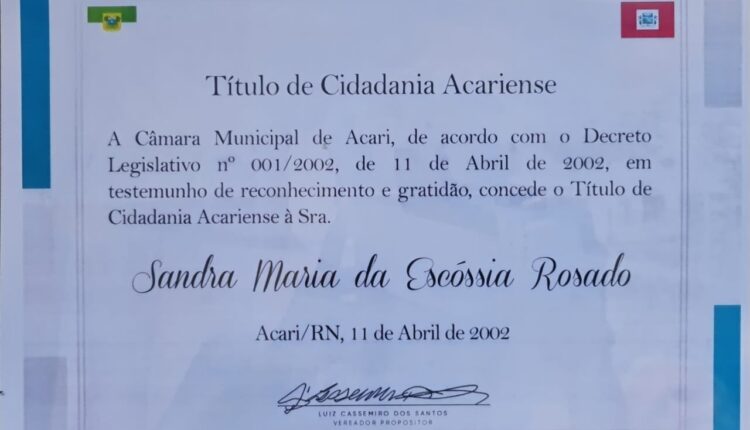 Título de Cidadania Acariense
A Câmara Municipal de Acari, de acordo com o Decreto
Legislativo nº 001/2002, de 11 de Abril de 2002, em
testemunho de reconhecimento e gratidão, concede o Título de
Cidadania Acariense à Sra.
Sandra Maria da Escóssia Rosado
Acari/RN, 11 de Abril de 2002
LUIZ CASSEMIRO DOS SANTOS
VEREADOR PROPOSITOR